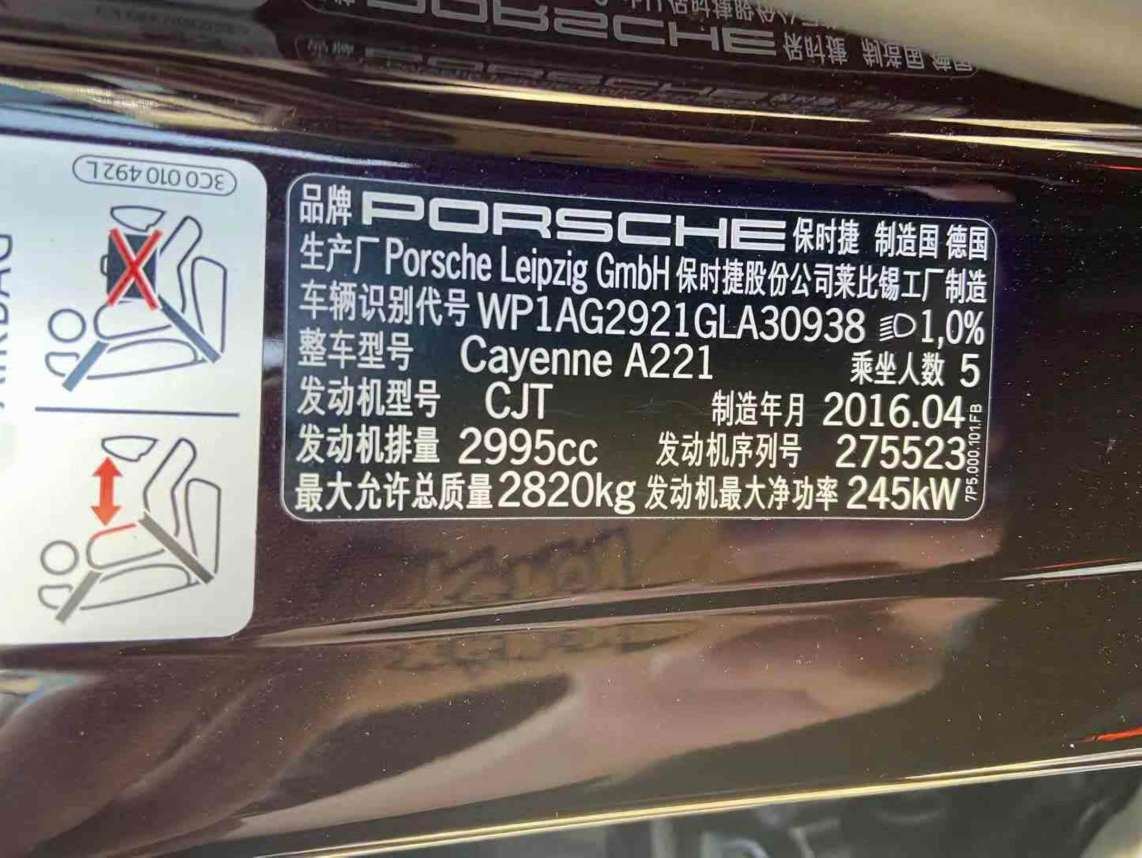 3C0 010 492 L
品牌 PORSCHE 保时捷 制造国 德国
生产厂 Porsche Leipzig GmbH 保时捷股份公司莱比锡工厂制造
车辆识别代号 WP1AG2921GLA30938 1,0%
整车型号 Cayenne A221 乘坐人数 5
发动机型号 CJT 制造年月 2016.04
发动机排量 2995cc 发动机序列号 275523
最大允许总质量 2820kg 发动机最大净功率 245kW
7P5.000.101.FB
AIRBAG